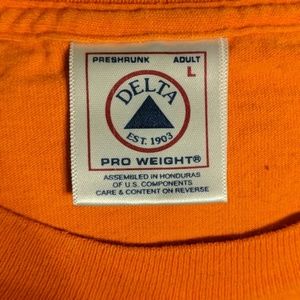 PRESHRUNK ADULT
L
DELTA
EST. 1903
PRO WEIGHT®
ASSEMBLED IN HONDURAS
OF U.S. COMPONENTS
CARE & CONTENT ON REVERSE